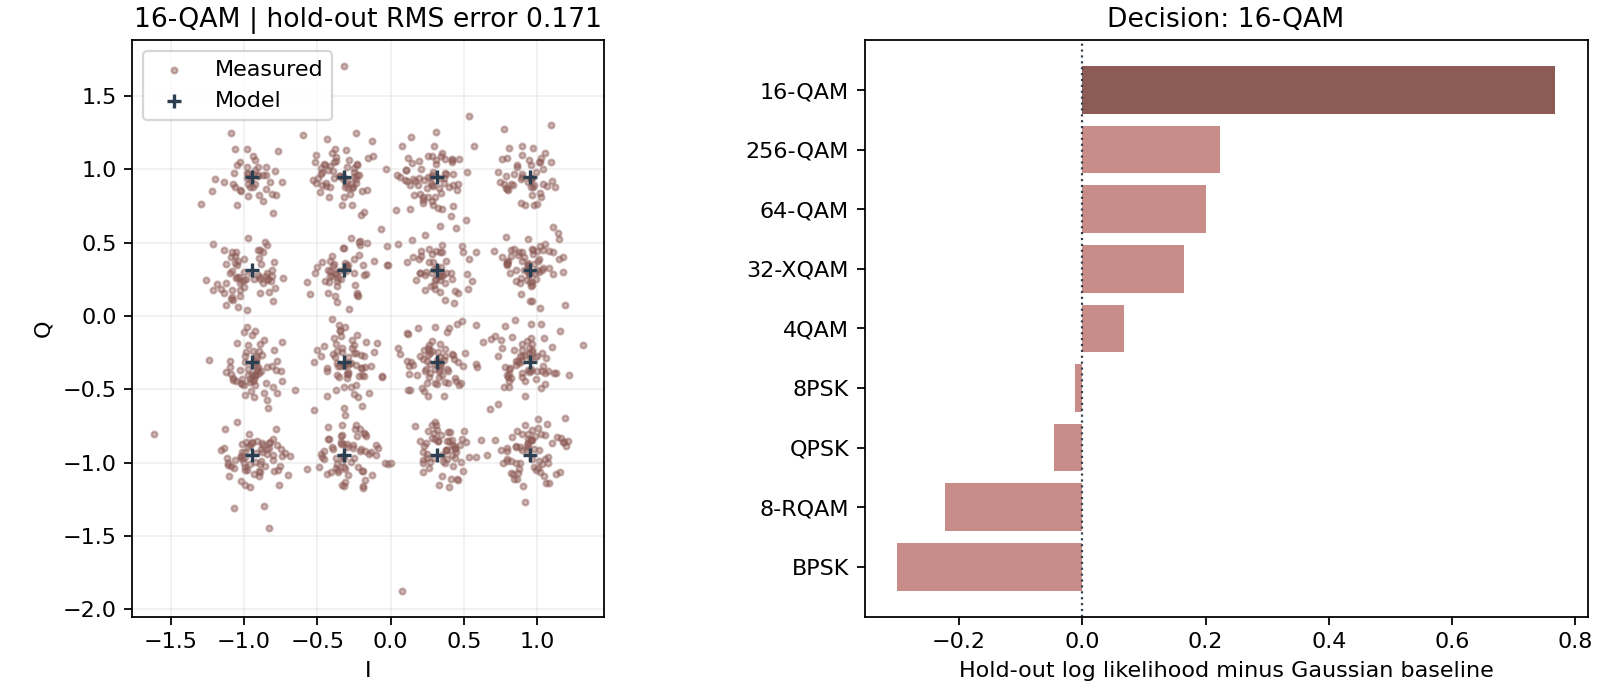 16-QAM | hold-out RMS error 0.171
Measured
Model
1.5
1.0
0.5
0.0
−0.5
−1.0
−1.5
−2.0
Q
−1.5
−1.0
−0.5
0.0
0.5
1.0
I
Decision: 16-QAM
16-QAM
256-QAM
64-QAM
32-XQAM
4QAM
8PSK
QPSK
8-RQAM
BPSK
−0.2
0.0
0.2
0.4
0.6
0.8
Hold-out log likelihood minus Gaussian baseline